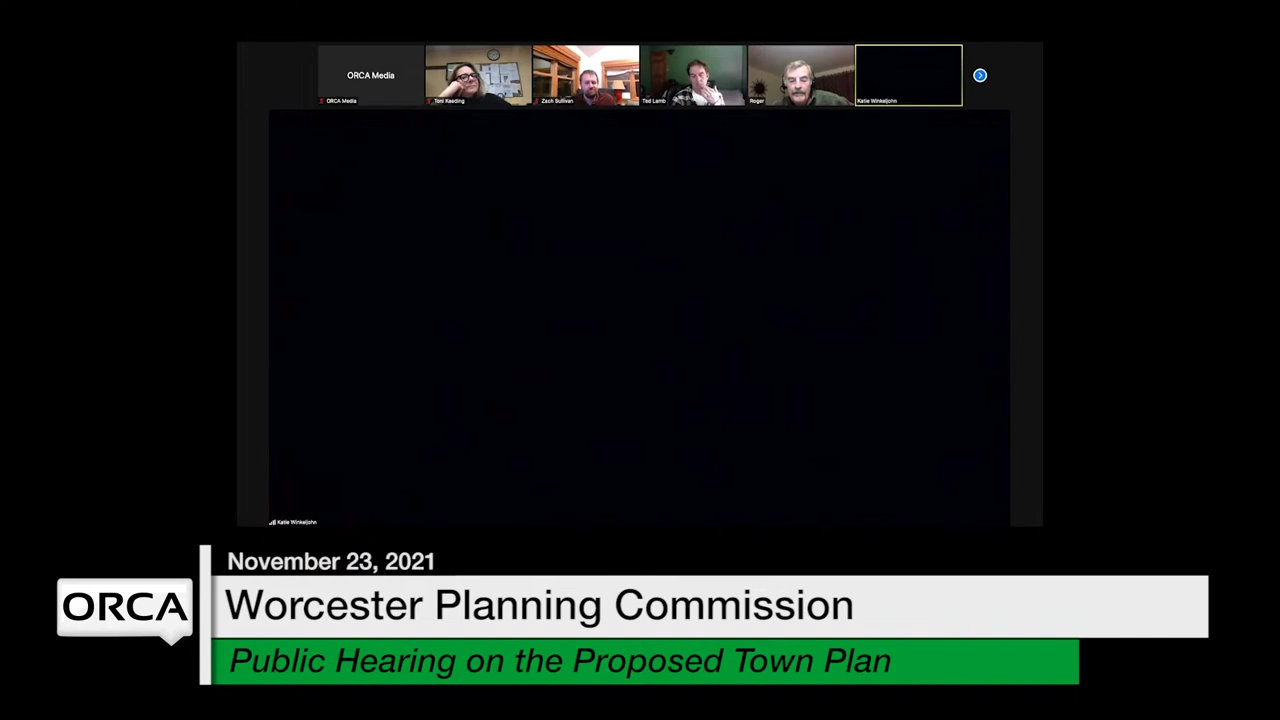 ORCA Media
ORCA Media
Toni Kaeding
Zach Sullivan
Ted Lamb
Roger
Katie Winkeljohn
Katie Winkeljohn
November 23, 2021
ORCA
Worcester Planning Commission
Public Hearing on the Proposed Town Plan